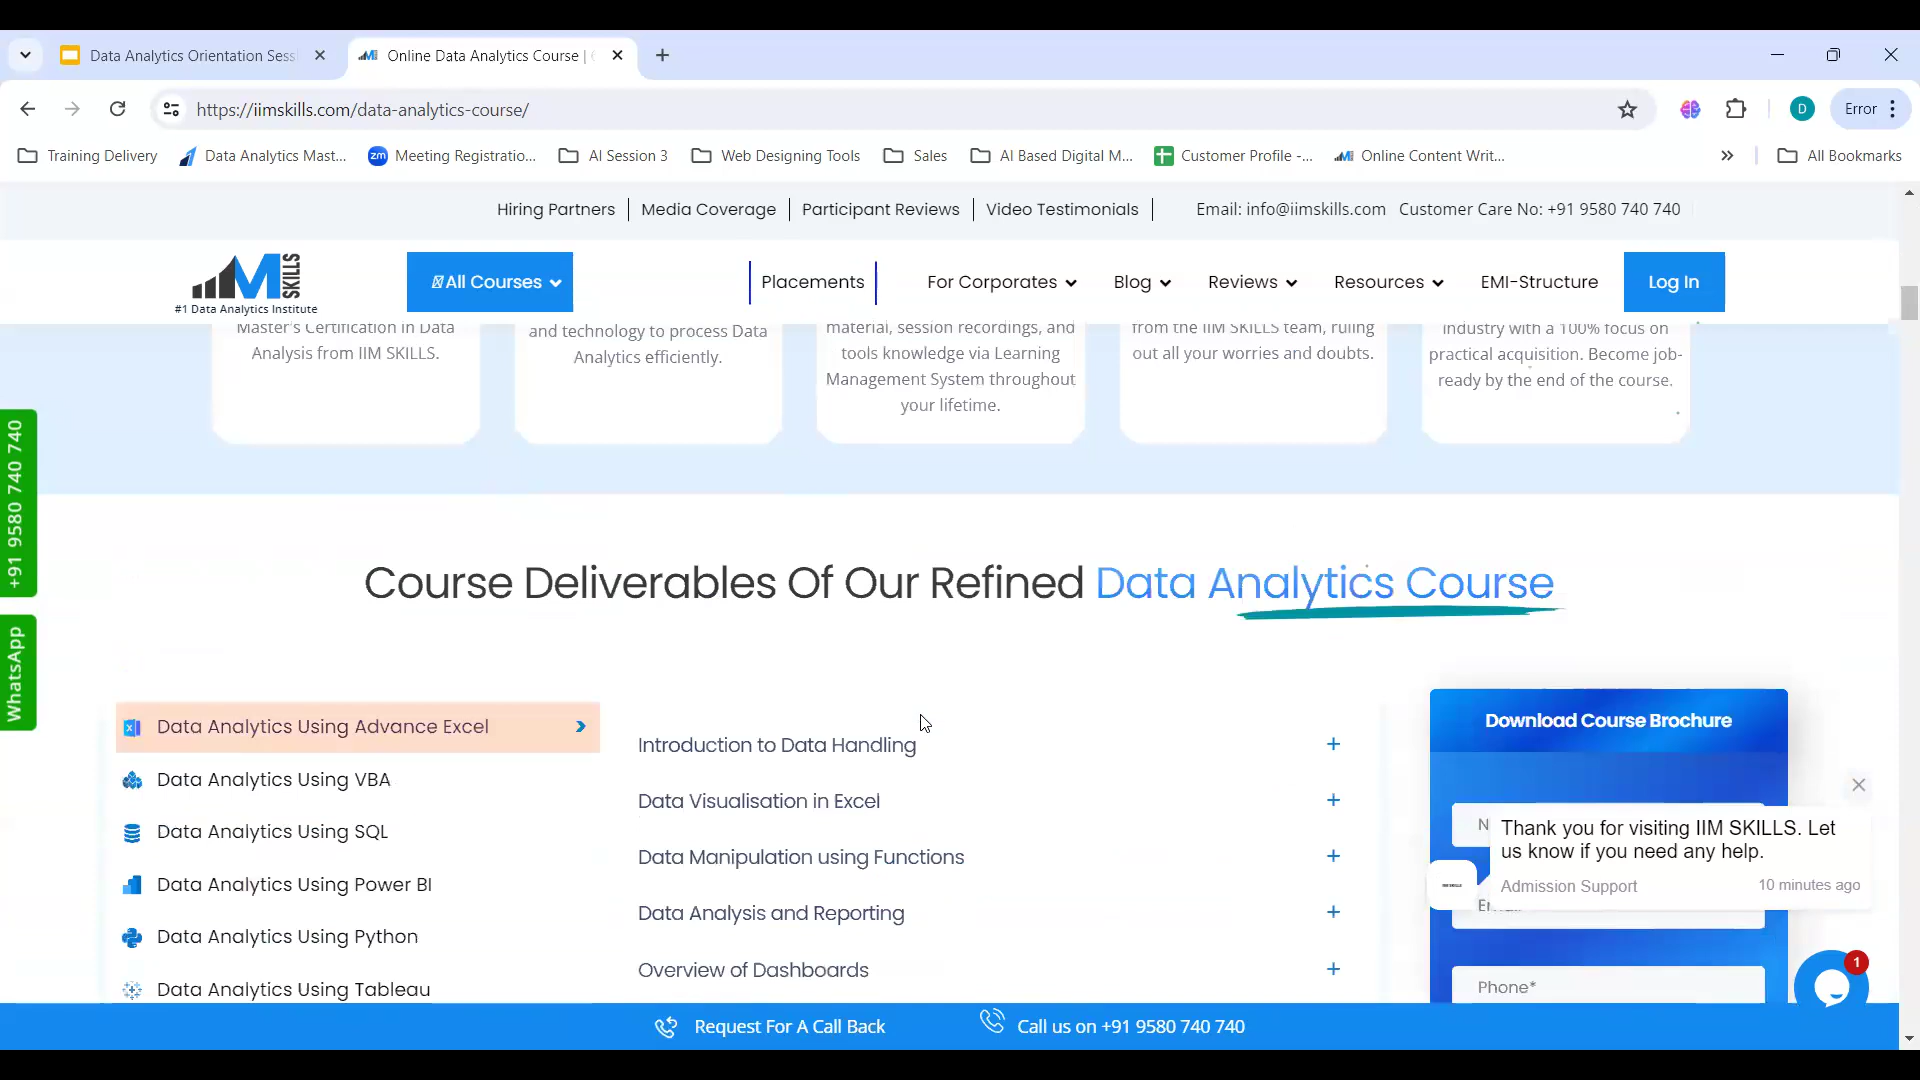 Data Analytics Orientation Sess
Online Data Analytics Course |
https://iimskills.com/data-analytics-course/
D
Error
Training Delivery
Data Analytics Mast...
zm
Meeting Registratio...
AI Session 3
Web Designing Tools
Sales
AI Based Digital M...
Customer Profile -...
Online Content Writ...
All Bookmarks
Hiring Partners
Media Coverage
Participant Reviews
Video Testimonials
Email: info@iimskills.com
Customer Care No: +91 9580 740 740
IIM SKILLS
#1 Data Analytics Institute
All Courses
Placements
For Corporates
Blog
Reviews
Resources
EMI-Structure
Log In
Master's Certification in Data
Analysis from IIM SKILLS.
and technology to process Data
Analytics efficiently.
material, session recordings, and
tools knowledge via Learning
Management System throughout
your lifetime.
from the IIM SKILLS team, ruling
out all your worries and doubts.
industry with a 100% focus on
practical acquisition. Become job-
ready by the end of the course.
+91 9580 740 740
WhatsApp
Course Deliverables Of Our Refined Data Analytics Course
Data Analytics Using Advance Excel
Data Analytics Using VBA
Data Analytics Using SQL
Data Analytics Using Power BI
Data Analytics Using Python
Data Analytics Using Tableau
Introduction to Data Handling
Data Visualisation in Excel
Data Manipulation using Functions
Data Analysis and Reporting
Overview of Dashboards
Download Course Brochure
Thank you for visiting IIM SKILLS. Let
us know if you need any help.
Admission Support
10 minutes ago
Phone*
1
Request For A Call Back
Call us on +91 9580 740 740